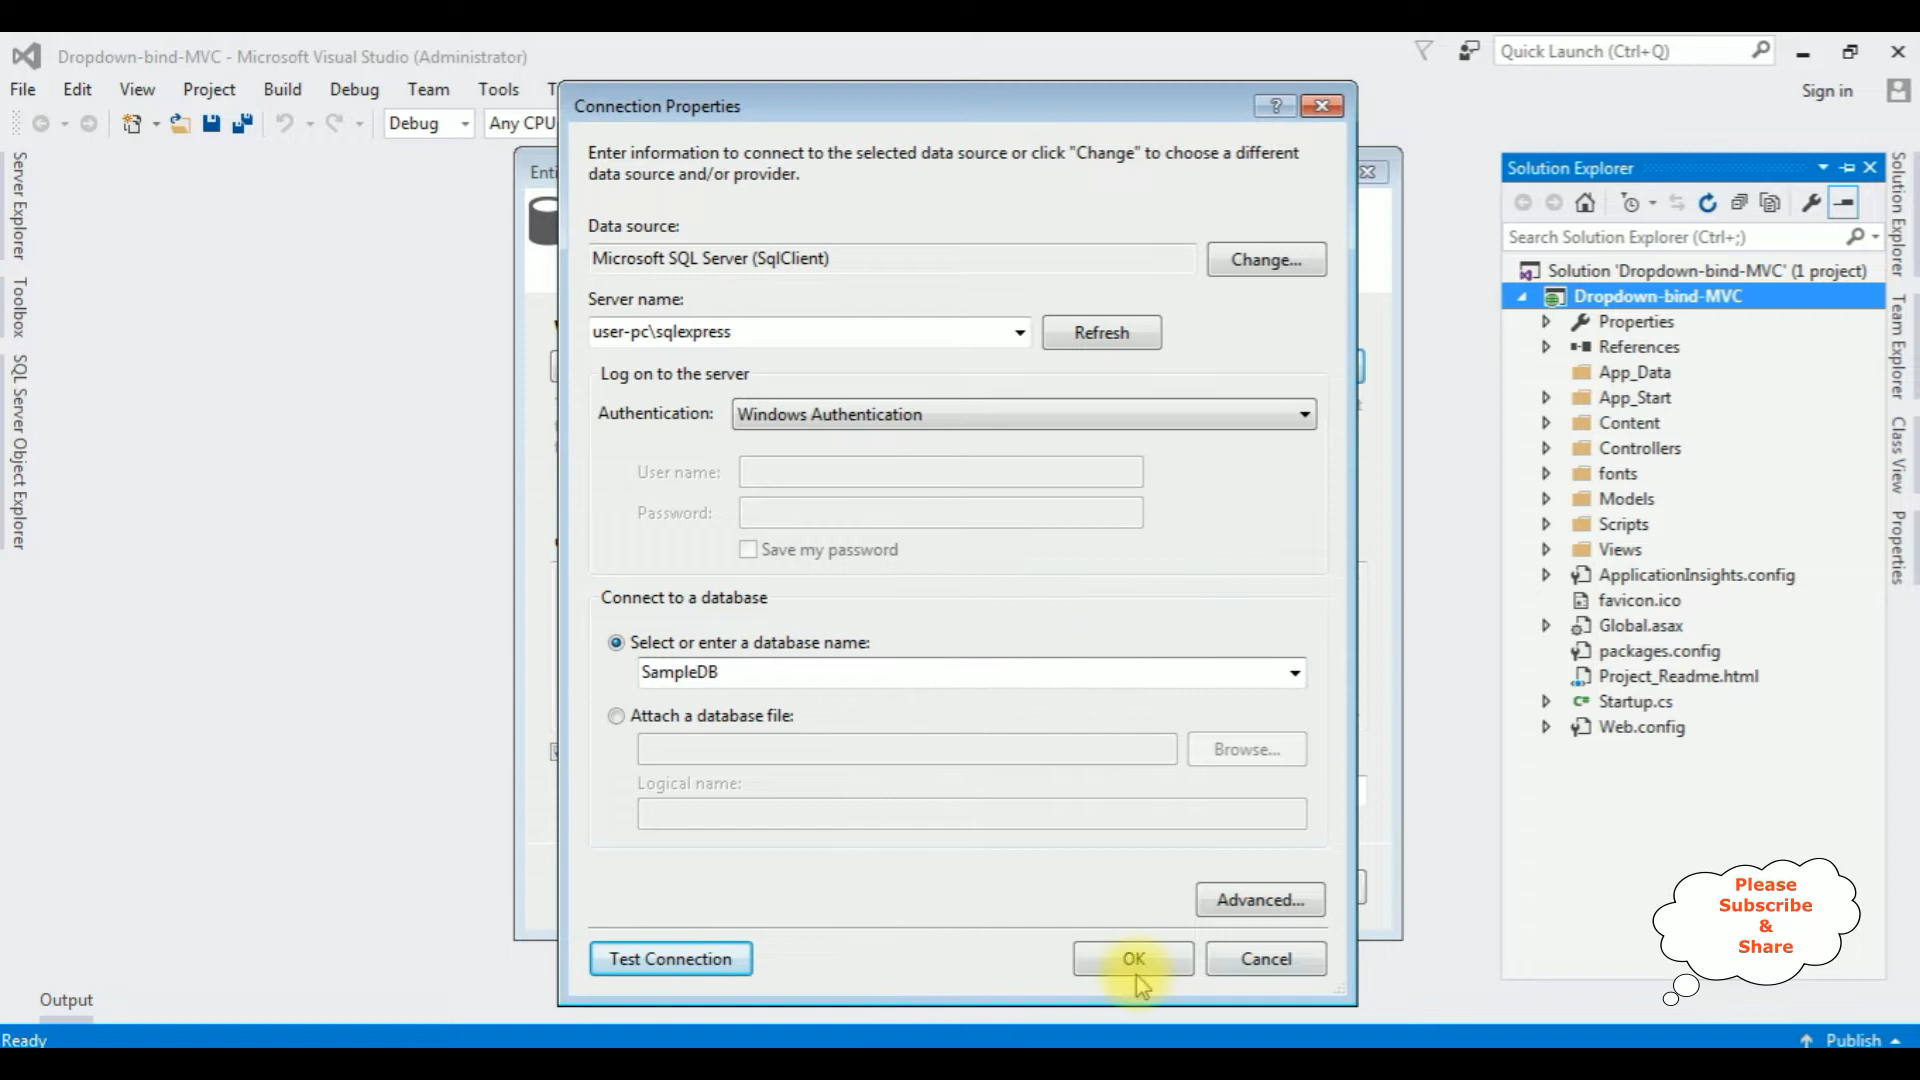 Dropdown-bind-MVC - Microsoft Visual Studio (Administrator)
Quick Launch (Ctrl+Q)
File Edit View Project Build Debug Team Tools T
Sign in
Debug
Any CPU
Server Explorer
Toolbox
SQL Server Object Explorer
Enti
Connection Properties
?
Enter information to connect to the selected data source or click "Change" to choose a different
data source and/or provider.
Data source:
Microsoft SQL Server (SqlClient)
Change...
Server name:
user-pc\sqlexpress
Refresh
Log on to the server
Authentication: Windows Authentication
User name:
Password:
Save my password
Connect to a database
Select or enter a database name:
SampleDB
Attach a database file:
Browse...
Logical name:
Advanced...
Test Connection
OK
Cancel
Solution Explorer
Search Solution Explorer (Ctrl+;)
Solution 'Dropdown-bind-MVC' (1 project)
Dropdown-bind-MVC
Properties
References
App_Data
App_Start
Content
Controllers
fonts
Models
Scripts
Views
ApplicationInsights.config
favicon.ico
Global.asax
packages.config
Project_Readme.html
C# Startup.cs
Web.config
Solution Explorer
Team Explorer
Class View
Properties
Please
Subscribe
&
Share
Output
Ready
Publish